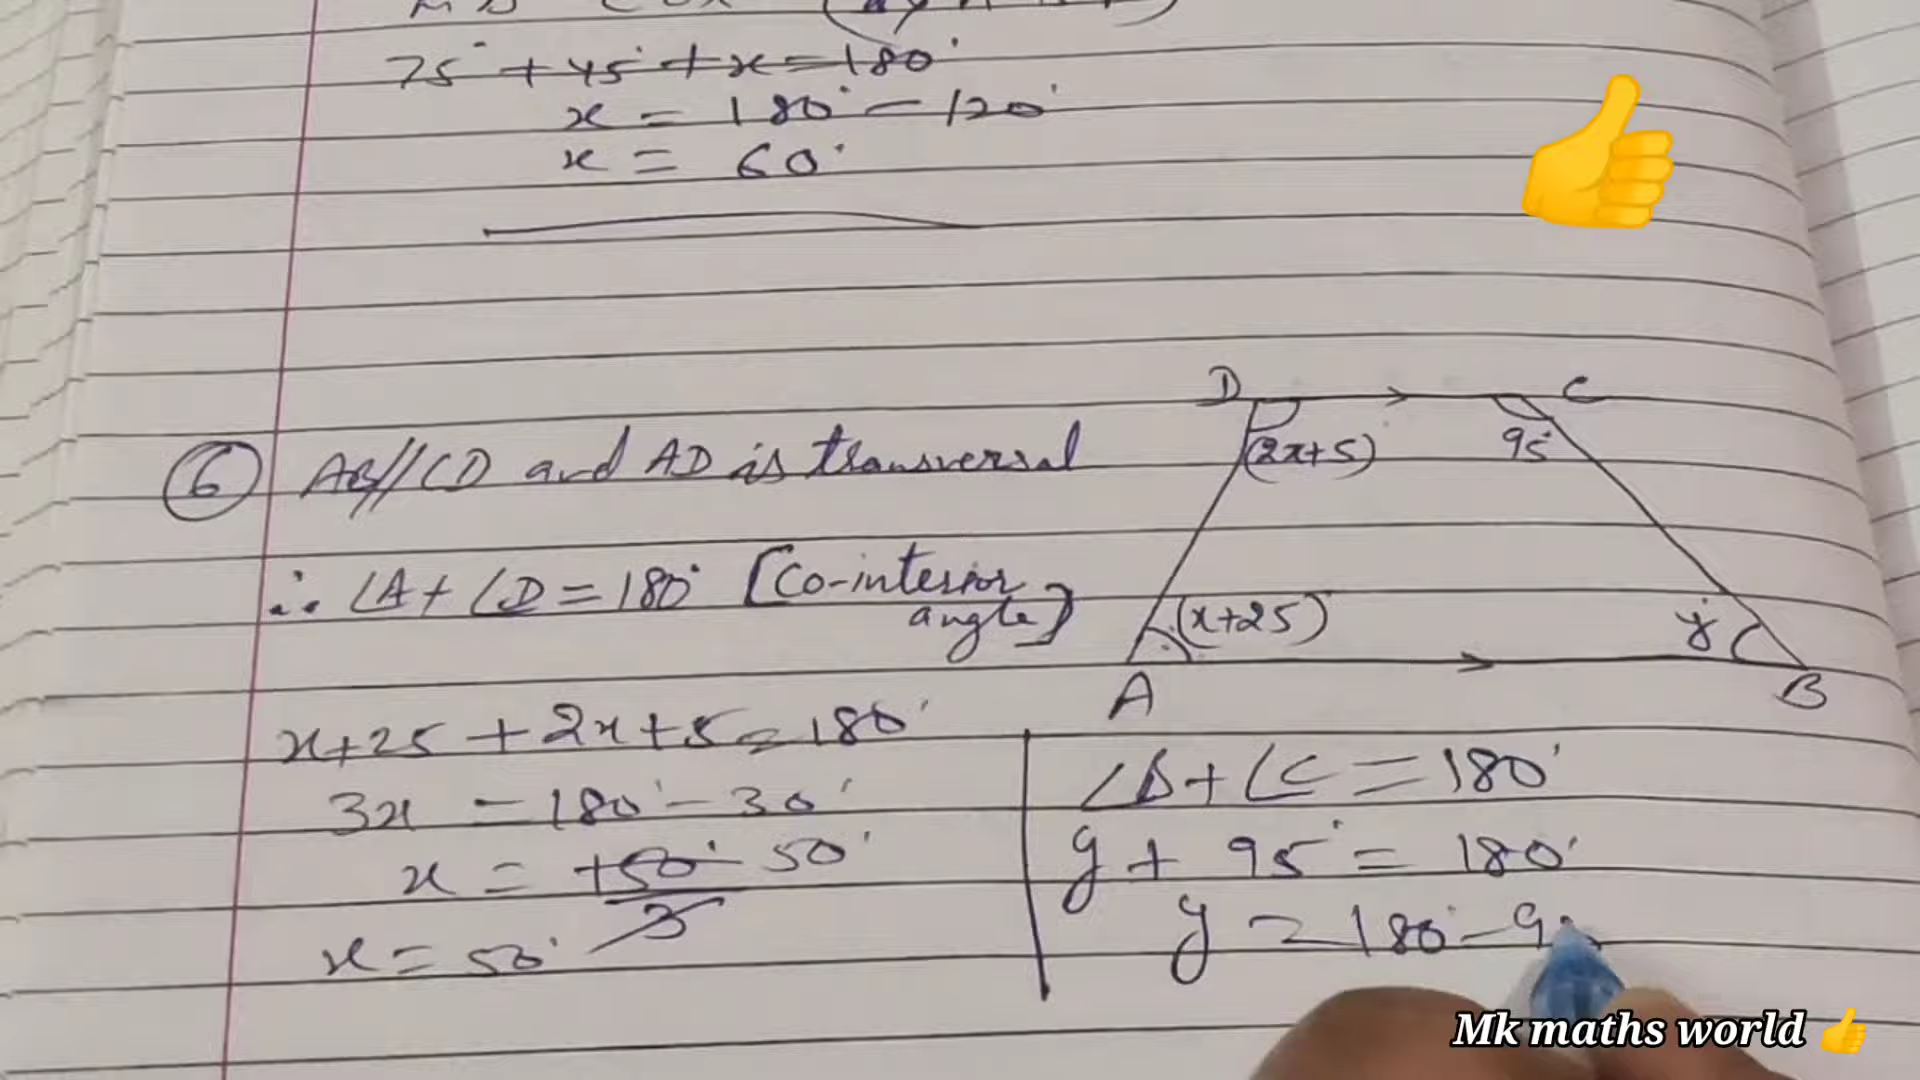 75° + 45° + x = 180°
x = 180° - 120°
x = 60°
6 AB//CD and AD is transversal
∴ ∠A + ∠D = 180° [Co-interior angle]
x+25 + 2x+5 = 180°
3x = 180° - 30°
x = 150° 50°
3
x = 50°
D C
(2x+5)° 95°
(x+25)° y°
A B
∠B + ∠C = 180°
y + 95° = 180°
y = 180° - 9
Mk maths world 👍